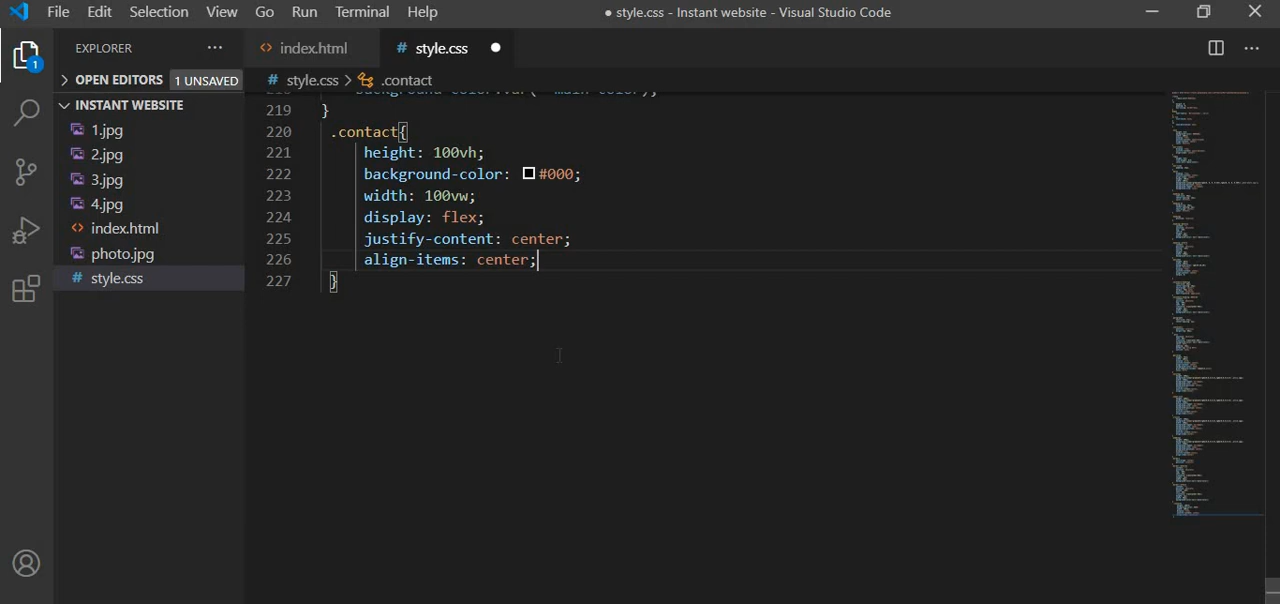 File Edit Selection View Go Run Terminal Help ● style.css - Instant website - Visual Studio Code
EXPLORER ··· index.html # style.css ●
OPEN EDITORS 1 UNSAVED # style.css > .contact
INSTANT WEBSITE
1.jpg
2.jpg
3.jpg
4.jpg
index.html
photo.jpg
# style.css
1
219 }
220 .contact{
221 height: 100vh;
222 background-color: #000;
223 width: 100vw;
224 display: flex;
225 justify-content: center;
226 align-items: center;
227 }